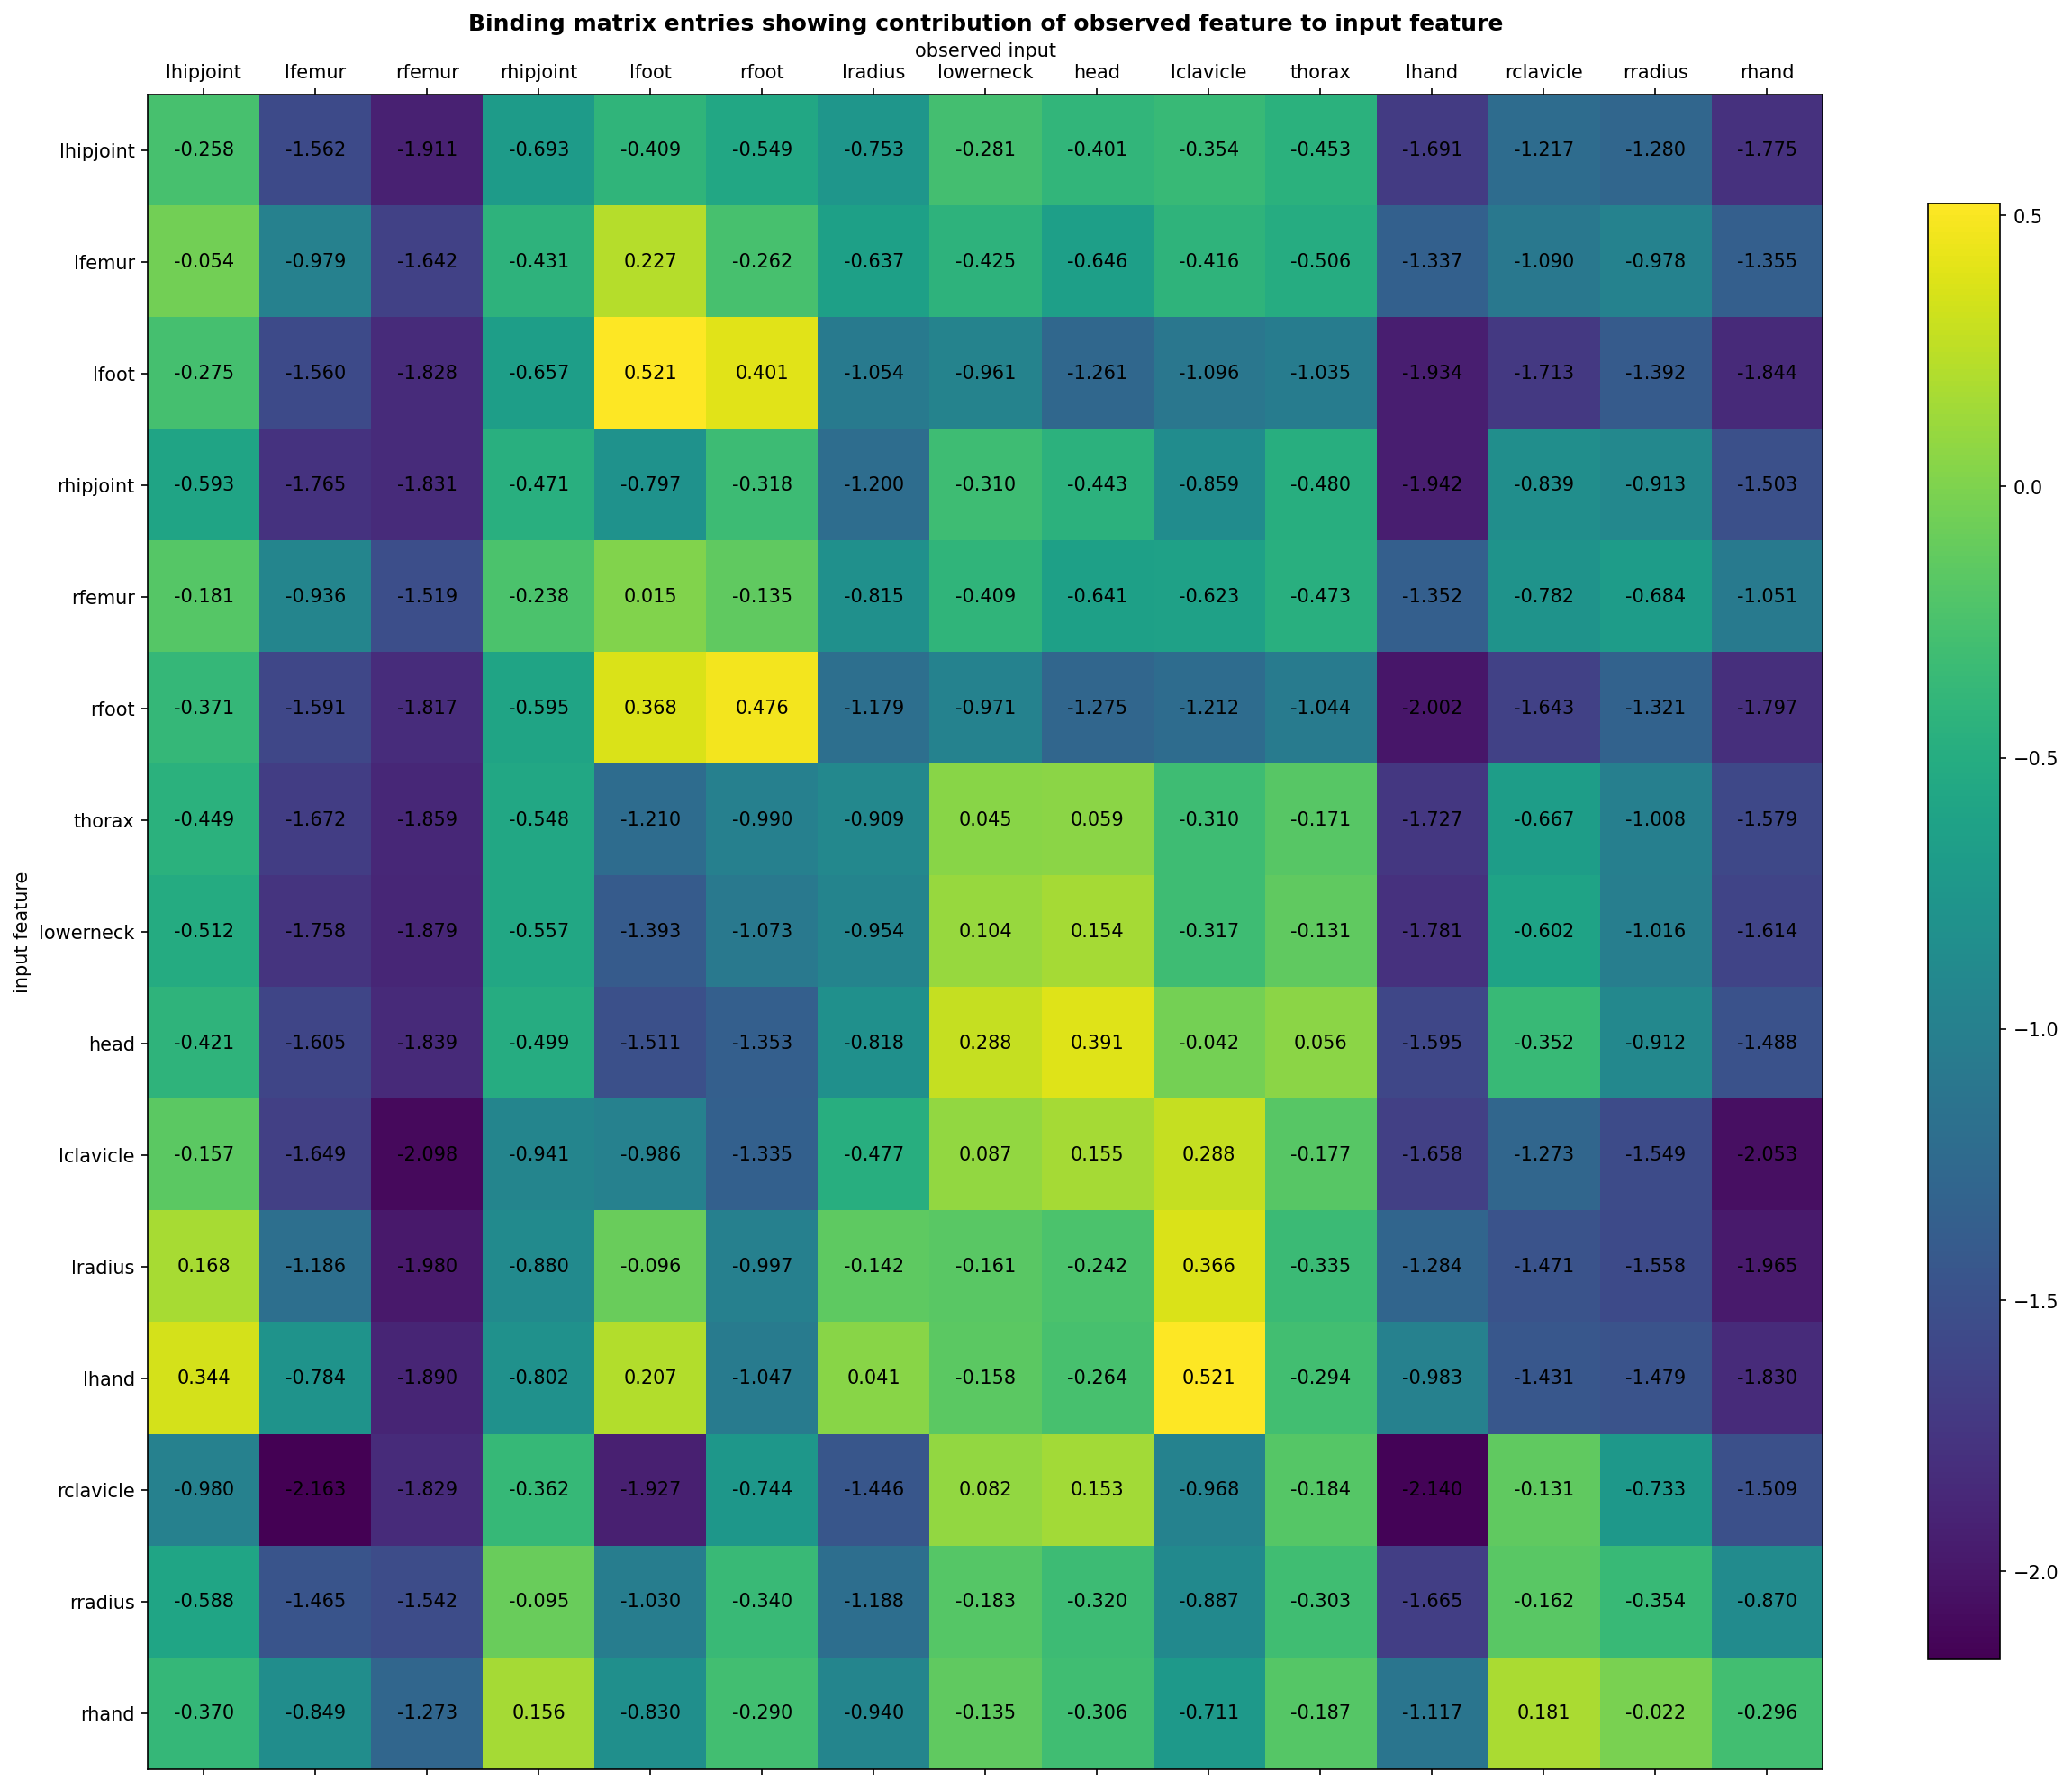 Binding matrix entries showing contribution of observed feature to input feature
observed input
lhipjoint lfemur rfemur rhipjoint lfoot rfoot lradius lowerneck head lclavicle thorax lhand rclavicle rradius rhand
lhipjoint -0.258 -1.562 -1.911 -0.693 -0.409 -0.549 -0.753 -0.281 -0.401 -0.354 -0.453 -1.691 -1.217 -1.280 -1.775
lfemur -0.054 -0.979 -1.642 -0.431 0.227 -0.262 -0.637 -0.425 -0.646 -0.416 -0.506 -1.337 -1.090 -0.978 -1.355
lfoot -0.275 -1.560 -1.828 -0.657 0.521 0.401 -1.054 -0.961 -1.261 -1.096 -1.035 -1.934 -1.713 -1.392 -1.844
rhipjoint -0.593 -1.765 -1.831 -0.471 -0.797 -0.318 -1.200 -0.310 -0.443 -0.859 -0.480 -1.942 -0.839 -0.913 -1.503
rfemur -0.181 -0.936 -1.519 -0.238 0.015 -0.135 -0.815 -0.409 -0.641 -0.623 -0.473 -1.352 -0.782 -0.684 -1.051
rfoot -0.371 -1.591 -1.817 -0.595 0.368 0.476 -1.179 -0.971 -1.275 -1.212 -1.044 -2.002 -1.643 -1.321 -1.797
thorax -0.449 -1.672 -1.859 -0.548 -1.210 -0.990 -0.909 0.045 0.059 -0.310 -0.171 -1.727 -0.667 -1.008 -1.579
lowerneck -0.512 -1.758 -1.879 -0.557 -1.393 -1.073 -0.954 0.104 0.154 -0.317 -0.131 -1.781 -0.602 -1.016 -1.614
head -0.421 -1.605 -1.839 -0.499 -1.511 -1.353 -0.818 0.288 0.391 -0.042 0.056 -1.595 -0.352 -0.912 -1.488
lclavicle -0.157 -1.649 -2.098 -0.941 -0.986 -1.335 -0.477 0.087 0.155 0.288 -0.177 -1.658 -1.273 -1.549 -2.053
lradius 0.168 -1.186 -1.980 -0.880 -0.096 -0.997 -0.142 -0.161 -0.242 0.366 -0.335 -1.284 -1.471 -1.558 -1.965
lhand 0.344 -0.784 -1.890 -0.802 0.207 -1.047 0.041 -0.158 -0.264 0.521 -0.294 -0.983 -1.431 -1.479 -1.830
rclavicle -0.980 -2.163 -1.829 -0.362 -1.927 -0.744 -1.446 0.082 0.153 -0.968 -0.184 -2.140 -0.131 -0.733 -1.509
rradius -0.588 -1.465 -1.542 -0.095 -1.030 -0.340 -1.188 -0.183 -0.320 -0.887 -0.303 -1.665 -0.162 -0.354 -0.870
rhand -0.370 -0.849 -1.273 0.156 -0.830 -0.290 -0.940 -0.135 -0.306 -0.711 -0.187 -1.117 0.181 -0.022 -0.296
input feature
0.5
0.0
−0.5
−1.0
−1.5
−2.0